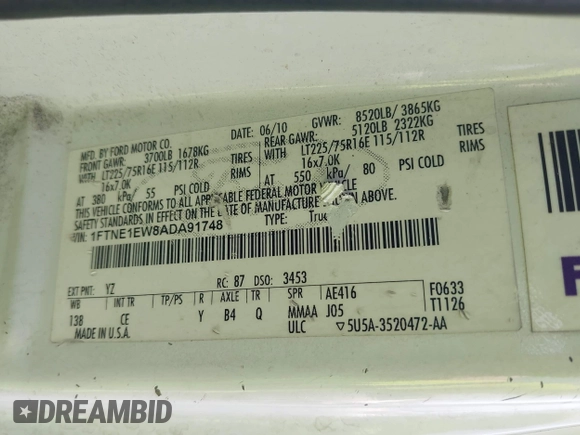 MFD. BY FORD MOTOR CO.
DATE: 06/10 GVWR: 8520LB/ 3865KG
FRONT GAWR: 3700LB 1678KG
REAR GAWR: 5120LB 2322KG
WITH LT225/75R16E 115/112R TIRES
WITH LT225/75R16E 115/112R TIRES
16x7.0K RIMS
16x7.0K RIMS
AT 380 kPa/ 55 PSI COLD
AT 550 kPa/ 80 PSI COLD
THIS VEHICLE CONFORMS TO ALL APPLICABLE FEDERAL MOTOR VEHICLE
SAFETY STANDARDS IN EFFECT ON THE DATE OF MANUFACTURE SHOWN ABOVE.
1FTNE1EW8ADA91748 TYPE:
EXT PNT: YZ RC: 87 DSO: 3453
WB INT TR TP/PS R AXLE TR SPR AE416 F0633
138 CE Y B4 Q MMAA J05 T1126
MADE IN U.S.A. ULC ▽5U5A-3520472-AA
F
DREAMBID